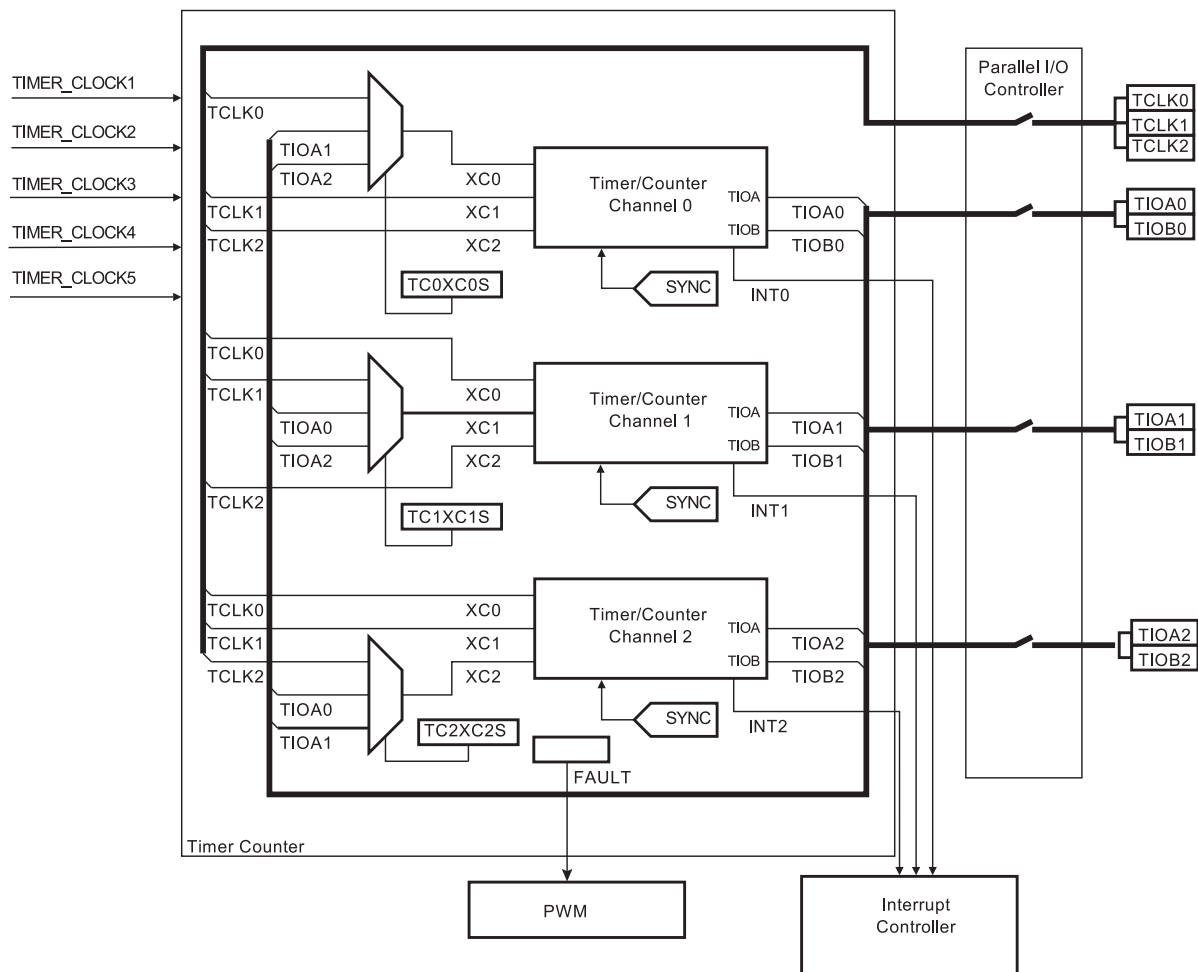 TIMER_CLOCK1
TIMER_CLOCK2
TIMER_CLOCK3
TIMER_CLOCK4
TIMER_CLOCK5
TCLK0
TIOA1
TIOA2
TCLK1
TCLK2
XC0
XC1
XC2
Timer/Counter
Channel 0
TIOA
TIOB
TIOA0
TIOB0
TC0XC0S
SYNC
INT0
TCLK0
TCLK1
TIOA0
TIOA2
TCLK2
XC0
XC1
XC2
Timer/Counter
Channel 1
TIOA
TIOB
TIOA1
TIOB1
TC1XC1S
SYNC
INT1
TCLK0
TCLK1
TCLK2
TIOA0
TIOA1
XC0
XC1
XC2
Timer/Counter
Channel 2
TIOA
TIOB
TIOA2
TIOB2
TC2XC2S
SYNC
INT2
FAULT
Timer Counter
PWM
Interrupt
Controller
Parallel I/O
Controller
TCLK0
TCLK1
TCLK2
TIOA0
TIOB0
TIOA1
TIOB1
TIOA2
TIOB2